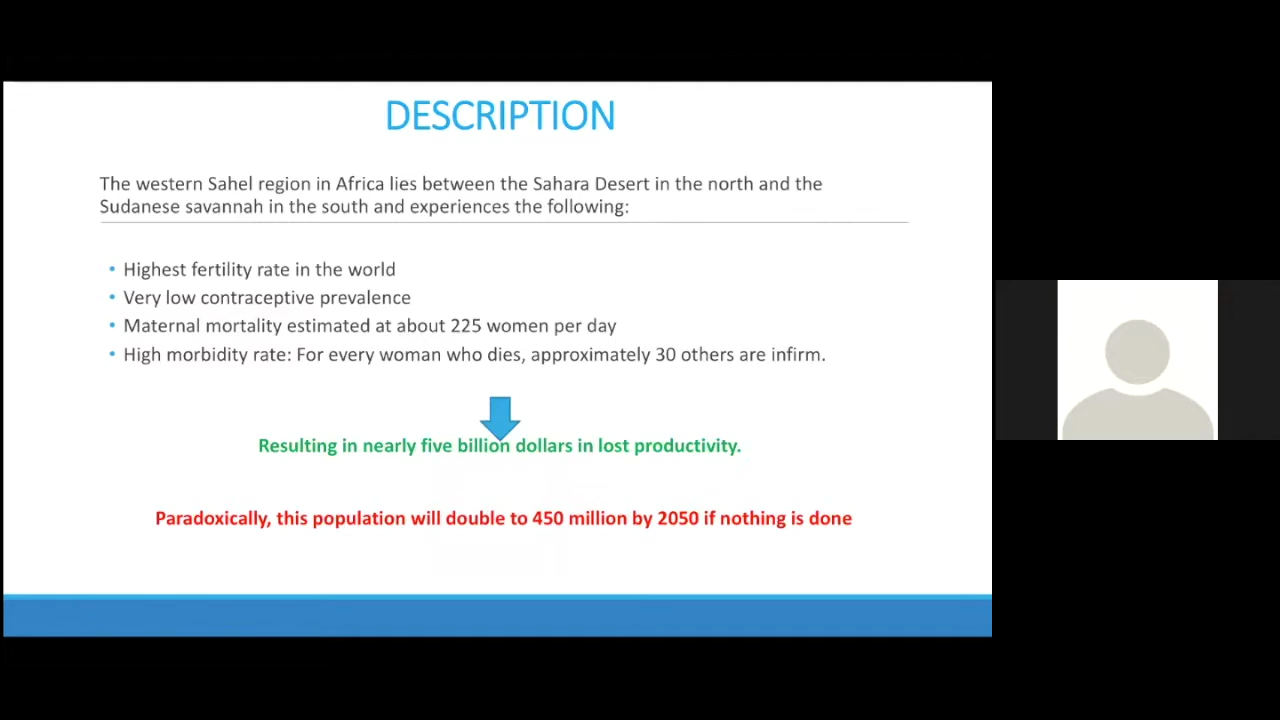 DESCRIPTION
The western Sahel region in Africa lies between the Sahara Desert in the north and the
Sudanese savannah in the south and experiences the following:
• Highest fertility rate in the world
• Very low contraceptive prevalence
• Maternal mortality estimated at about 225 women per day
• High morbidity rate: For every woman who dies, approximately 30 others are infirm.
Resulting in nearly five billion dollars in lost productivity.
Paradoxically, this population will double to 450 million by 2050 if nothing is done